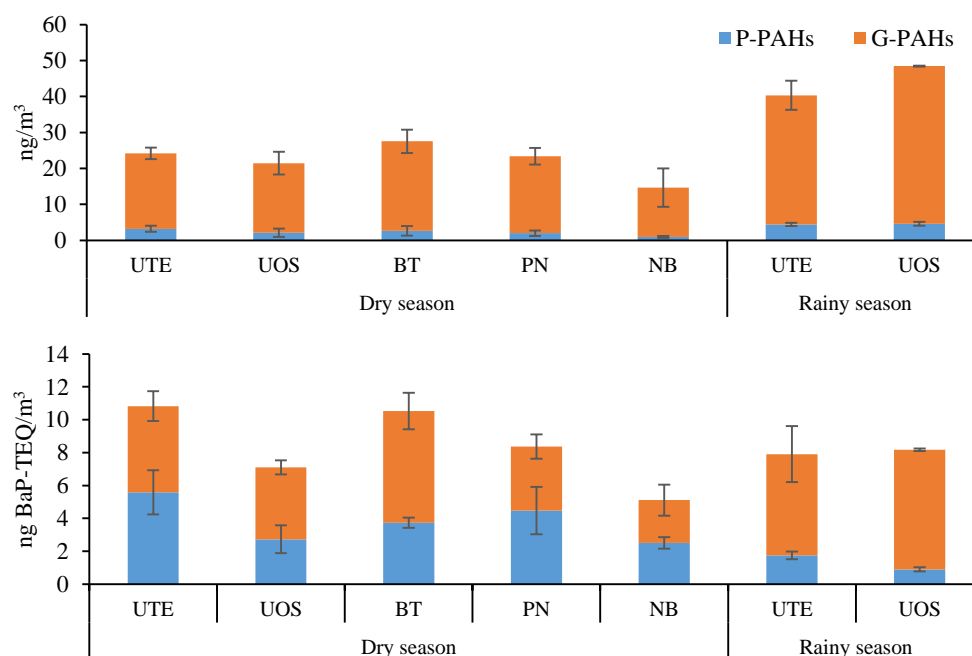 60
P-PAHs G-PAHs
50
40
ng/m³
30
20
10
0
UTE UOS BT PN NB UTE UOS
Dry season Rainy season
14
12
10
ng BaP-TEQ/m³
8
6
4
2
0
UTE UOS BT PN NB UTE UOS
Dry season Rainy season